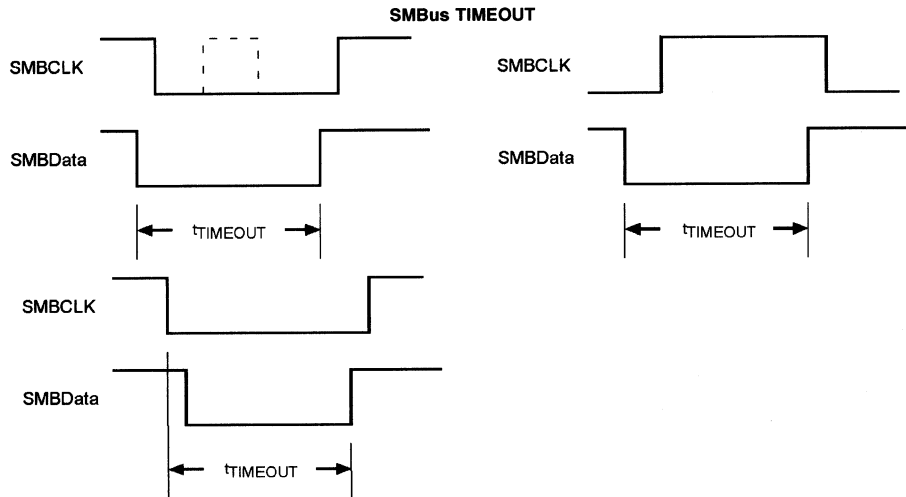 SMBus TIMEOUT
SMBCLK
SMBData
tTIMEOUT
SMBCLK
SMBData
tTIMEOUT
SMBCLK
SMBData
tTIMEOUT